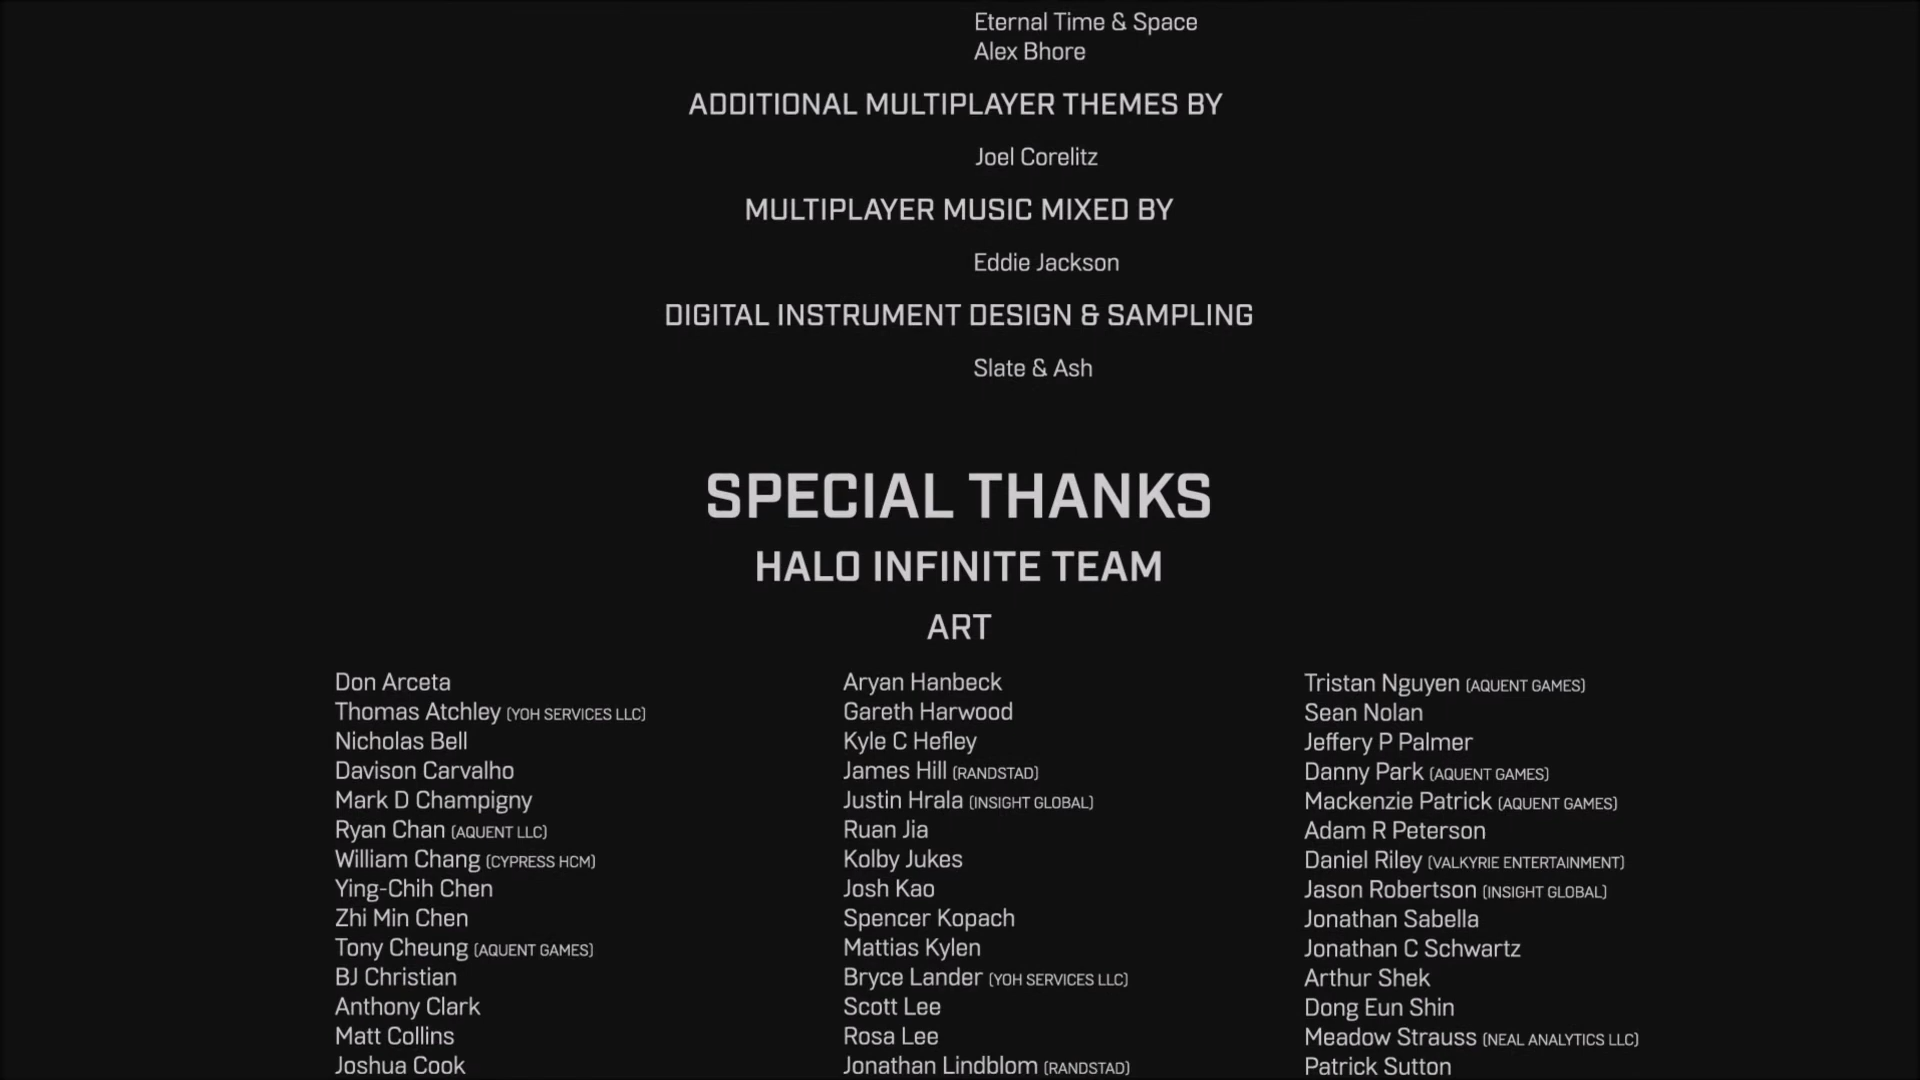 Eternal Time & Space
Alex Bhore
ADDITIONAL MULTIPLAYER THEMES BY
Joel Corelitz
MULTIPLAYER MUSIC MIXED BY
Eddie Jackson
DIGITAL INSTRUMENT DESIGN & SAMPLING
Slate & Ash
SPECIAL THANKS
HALO INFINITE TEAM
ART
Don Arceta
Thomas Atchley (YOH SERVICES LLC)
Nicholas Bell
Davison Carvalho
Mark D Champigny
Ryan Chan (AQUENT LLC)
William Chang (CYPRESS HCM)
Ying-Chih Chen
Zhi Min Chen
Tony Cheung (AQUENT GAMES)
BJ Christian
Anthony Clark
Matt Collins
Joshua Cook
Aryan Hanbeck
Gareth Harwood
Kyle C Hefley
James Hill (RANDSTAD)
Justin Hrala (INSIGHT GLOBAL)
Ruan Jia
Kolby Jukes
Josh Kao
Spencer Kopach
Mattias Kylen
Bryce Lander (YOH SERVICES LLC)
Scott Lee
Rosa Lee
Jonathan Lindblom (RANDSTAD)
Tristan Nguyen (AQUENT GAMES)
Sean Nolan
Jeffery P Palmer
Danny Park (AQUENT GAMES)
Mackenzie Patrick (AQUENT GAMES)
Adam R Peterson
Daniel Riley (VALKYRIE ENTERTAINMENT)
Jason Robertson (INSIGHT GLOBAL)
Jonathan Sabella
Jonathan C Schwartz
Arthur Shek
Dong Eun Shin
Meadow Strauss (NEAL ANALYTICS LLC)
Patrick Sutton